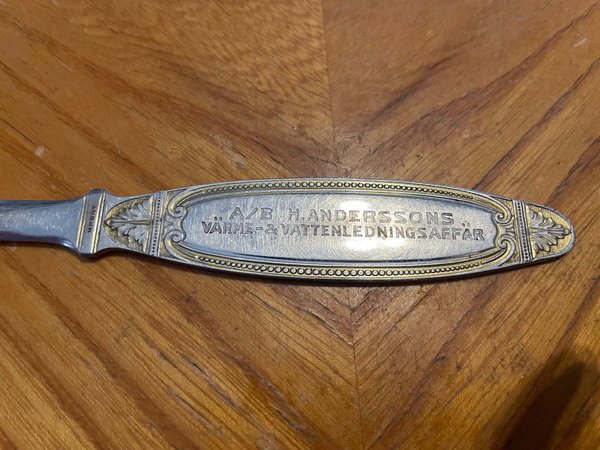 A/B H. ANDERSSONS
VÄRME- & VATTENLEDNINGSAFFÄR